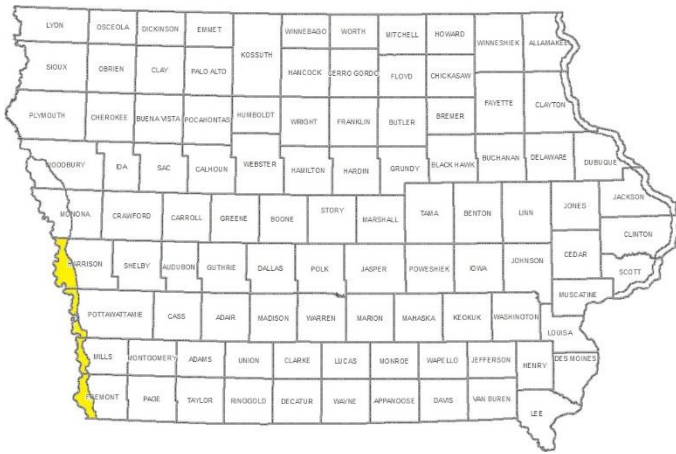 LYON OSCEOLA DICKINSON EMMET KOSSUTH WINNEBAGO WORTH MITCHELL HOWARD WINNESHIEK ALLAMAKEE
SIOUX OBRIEN CLAY PALO ALTO HANCOCK CERRO GORDO FLOYD CHICKASAW
PLYMOUTH CHEROKEE BUENA VISTA POCAHONTAS HUMBOLDT WRIGHT FRANKLIN BUTLER BREMER FAYETTE CLAYTON
WOODBURY IDA SAC CALHOUN WEBSTER HAMILTON HARDIN GRUNDY BLACK HAWK BUCHANAN DELAWARE DUBUQUE
MONONA CRAWFORD CARROLL GREENE BOONE STORY MARSHALL TAMA BENTON LINN JONES JACKSON
CLINTON
HARRISON SHELBY AUDUBON GUTHRIE DALLAS POLK JASPER POWESHIEK IOWA JOHNSON CEDAR SCOTT
MUSCATINE
POTTAWATTAMIE CASS ADAIR MADISON WARREN MARION MAHASKA KEOKUK WASHINGTON LOUISA
MILLS MONTGOMERY ADAMS UNION CLARKE LUCAS MONROE WAPELLO JEFFERSON HENRY DES MOINES
FREMONT PAGE TAYLOR RINGGOLD DECATUR WAYNE APPANOOSE DAVIS VAN BUREN LEE